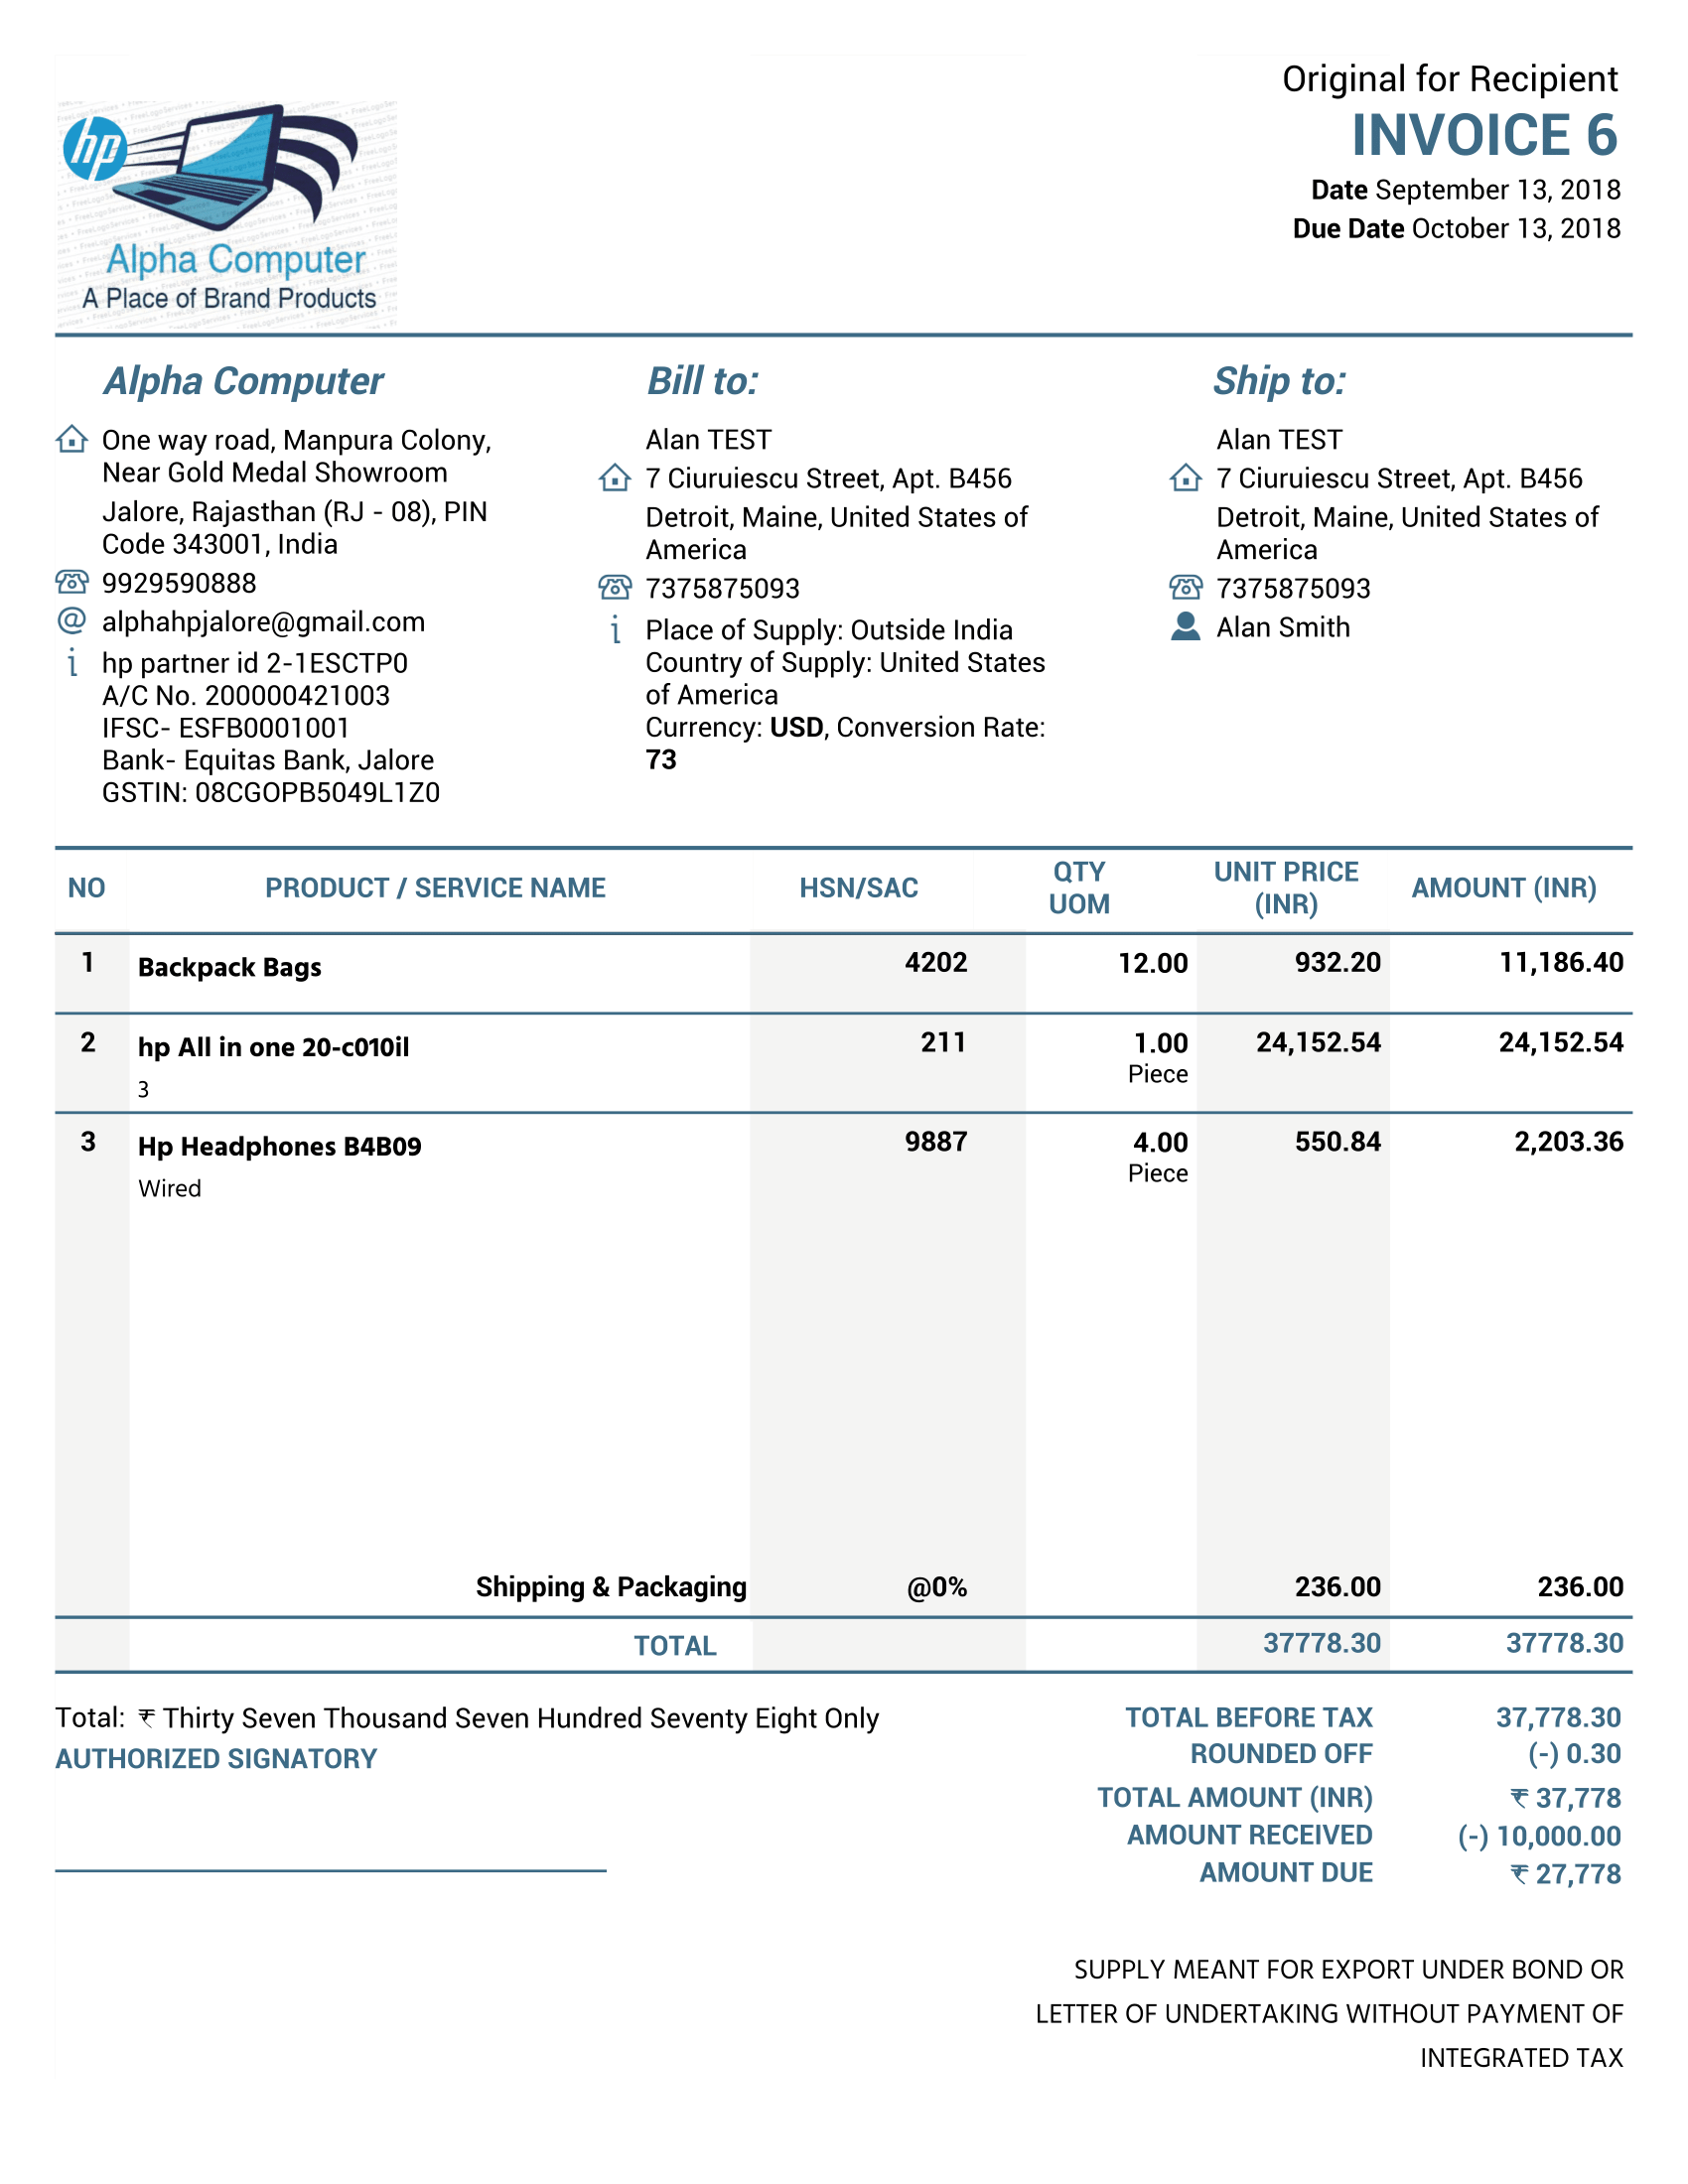 Original for Recipient
INVOICE 6
Date September 13, 2018
Due Date October 13, 2018
hp
Alpha Computer
A Place of Brand Products
Alpha Computer
One way road, Manpura Colony,
Near Gold Medal Showroom
Jalore, Rajasthan (RJ - 08), PIN
Code 343001, India
9929590888
alphahpjalore@gmail.com
hp partner id 2-1ESCTP0
A/C No. 200000421003
IFSC- ESFB0001001
Bank- Equitas Bank, Jalore
GSTIN: 08CGOPB5049L1Z0
Bill to:
Alan TEST
7 Ciuruiescu Street, Apt. B456
Detroit, Maine, United States of
America
7375875093
Place of Supply: Outside India
Country of Supply: United States
of America
Currency: USD, Conversion Rate:
73
Ship to:
Alan TEST
7 Ciuruiescu Street, Apt. B456
Detroit, Maine, United States of
America
7375875093
Alan Smith
NO PRODUCT / SERVICE NAME HSN/SAC QTY UOM UNIT PRICE (INR) AMOUNT (INR)
1 Backpack Bags 4202 12.00 932.20 11,186.40
2 hp All in one 20-c010il 211 1.00 24,152.54 24,152.54
3 Piece
3 Hp Headphones B4B09 9887 4.00 550.84 2,203.36
Wired Piece
Shipping & Packaging @0% 236.00 236.00
TOTAL 37778.30 37778.30
Total: ₹ Thirty Seven Thousand Seven Hundred Seventy Eight Only
AUTHORIZED SIGNATORY
TOTAL BEFORE TAX 37,778.30
ROUNDED OFF (-) 0.30
TOTAL AMOUNT (INR) ₹ 37,778
AMOUNT RECEIVED (-) 10,000.00
AMOUNT DUE ₹ 27,778
SUPPLY MEANT FOR EXPORT UNDER BOND OR
LETTER OF UNDERTAKING WITHOUT PAYMENT OF
INTEGRATED TAX